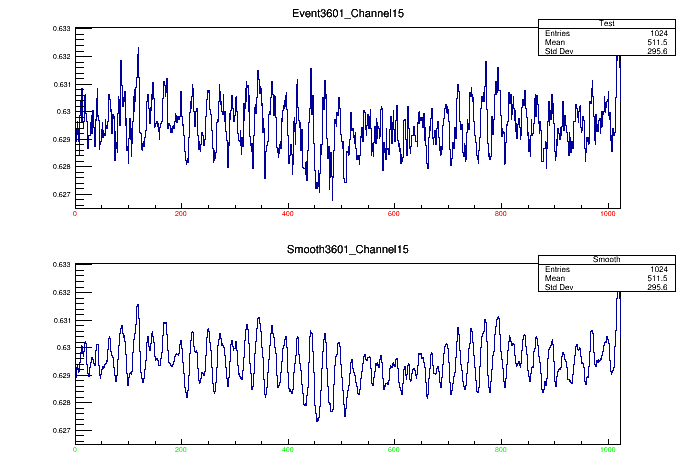 Event3601_Channel15
Test
Entries 1024
Mean 511.5
Std Dev 295.6
0.633
0.632
0.631
0.63
0.629
0.628
0.627
0 200 400 600 800 1000
Smooth3601_Channel15
Smooth
Entries 1024
Mean 511.5
Std Dev 295.6
0.633
0.632
0.631
0.63
0.629
0.628
0.627
0 200 400 600 800 1000